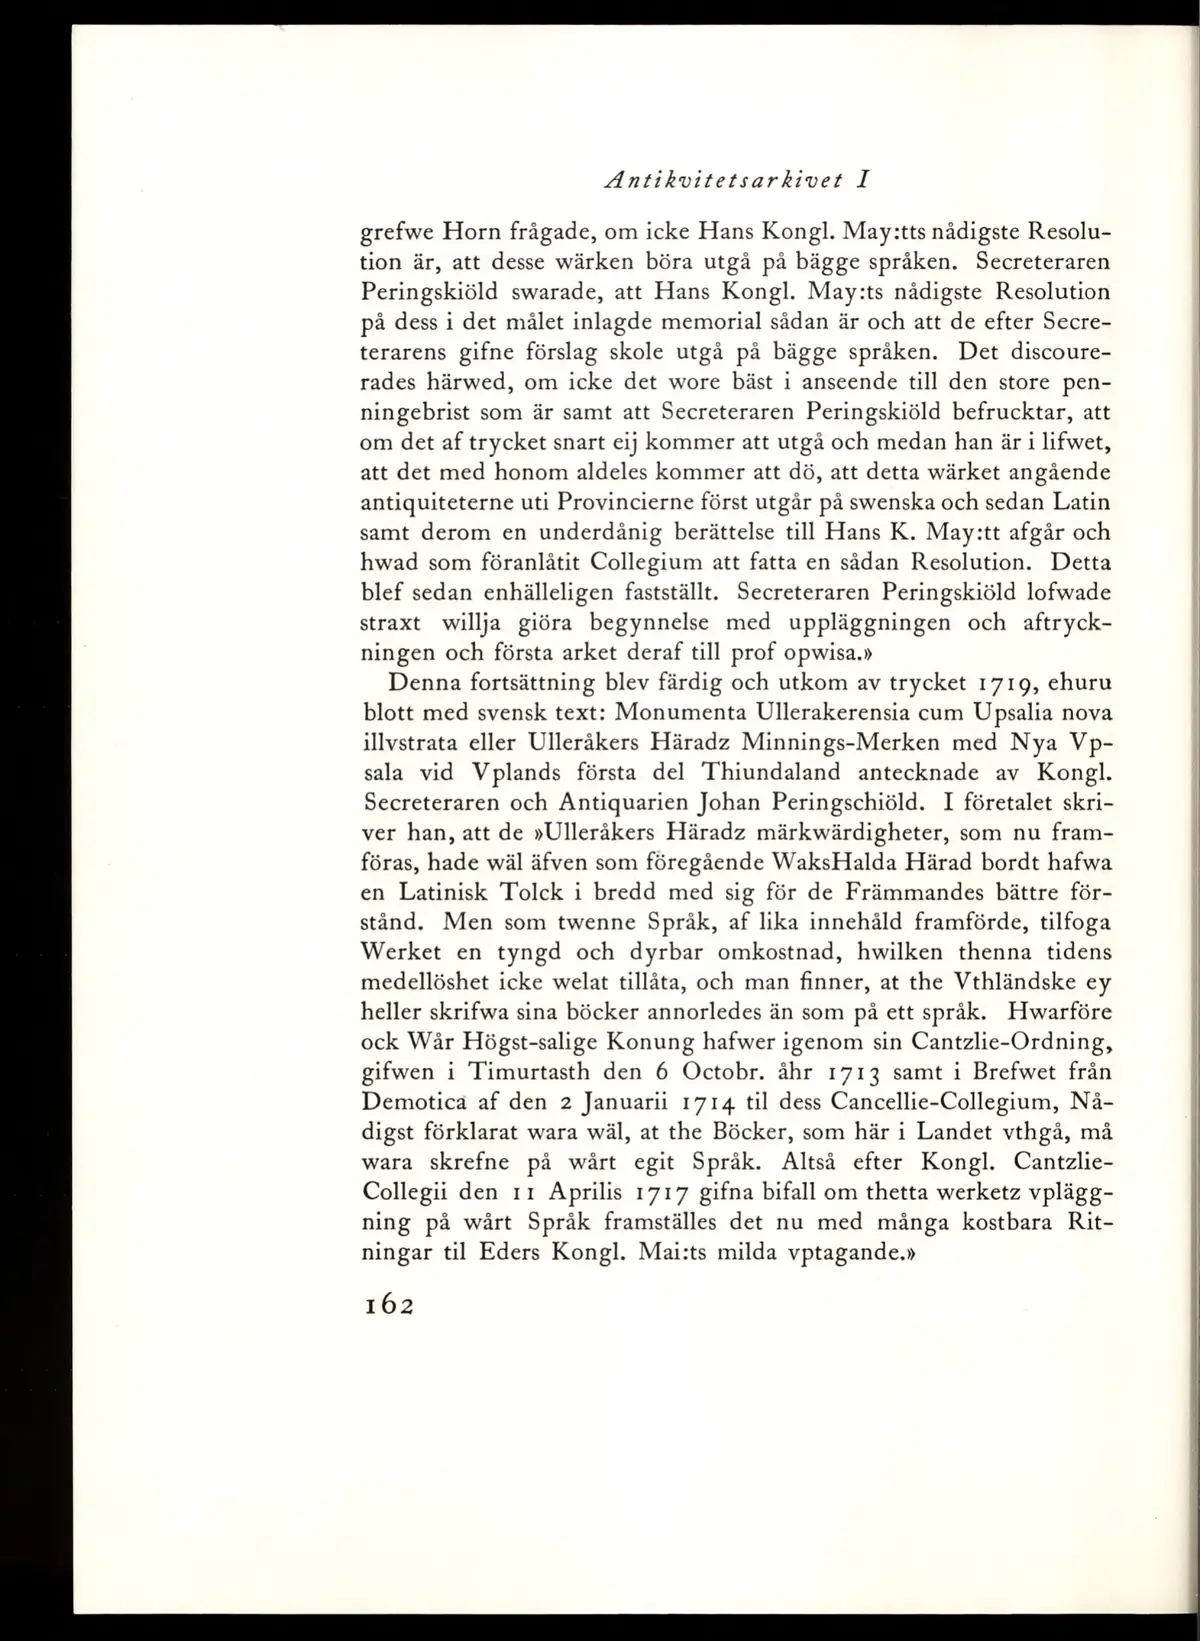 Antikvitetsarkivet I
grefwe Horn frågade, om icke Hans Kongl. May:tts nådigste Resolu-
tion är, att desse wärken böra utgå på bägge språken. Secreteraren
Peringskiöld swarade, att Hans Kongl. May:ts nådigste Resolution
på dess i det målet inlagde memorial sådan är och att de efter Secre-
terarens gifne förslag skole utgå på bägge språken. Det discoure-
rades härwed, om icke det wore bäst i anseende till den store pen-
ningebrist som är samt att Secreteraren Peringskiöld befrucktar, att
om det af trycket snart eij kommer att utgå och medan han är i lifwet,
att det med honom aldeles kommer att dö, att detta wärket angående
antiquiteterne uti Provincierne först utgår på swenska och sedan Latin
samt derom en underdånig berättelse till Hans K. May:tt afgår och
hwad som föranlåtit Collegium att fatta en sådan Resolution. Detta
blef sedan enhälleligen fastställt. Secreteraren Peringskiöld lofwade
straxt willja giöra begynnelse med uppläggningen och aftryck-
ningen och första arket deraf till prof opwisa.»
Denna fortsättning blev färdig och utkom av trycket 1719, ehuru
blott med svensk text: Monumenta Ullerakerensia cum Upsalia nova
illvstrata eller Ulleråkers Häradz Minnings-Merken med Nya Vp-
sala vid Vplands första del Thiundaland antecknade av Kongl.
Secreteraren och Antiquarien Johan Peringschiöld. I företalet skri-
ver han, att de »Ulleråkers Häradz märkwärdigheter, som nu fram-
föras, hade wäl äfven som föregående WaksHalda Härad bordt hafwa
en Latinisk Tolck i bredd med sig för de Främmandes bättre för-
stånd. Men som twenne Språk, af lika innehåld framförde, tilfoga
Werket en tyngd och dyrbar omkostnad, hwilken thenna tidens
medellöshet icke welat tillåta, och man finner, at the Vthländske ey
heller skrifwa sina böcker annorledes än som på ett språk. Hwarföre
ock Wår Högst-salige Konung hafwer igenom sin Cantzlie-Ordning,
gifwen i Timurtasth den 6 Octobr. åhr 1713 samt i Brefwet från
Demotica af den 2 Januarii 1714 til dess Cancellie-Collegium, Nå-
digst förklarat wara wäl, at the Böcker, som här i Landet vthgå, må
wara skrefne på wårt egit Språk. Altså efter Kongl. Cantzlie-
Collegii den 11 Aprilis 1717 gifna bifall om thetta werketz vplägg-
ning på wårt Språk framställes det nu med många kostbara Rit-
ningar til Eders Kongl. Mai:ts milda vptagande.»
162